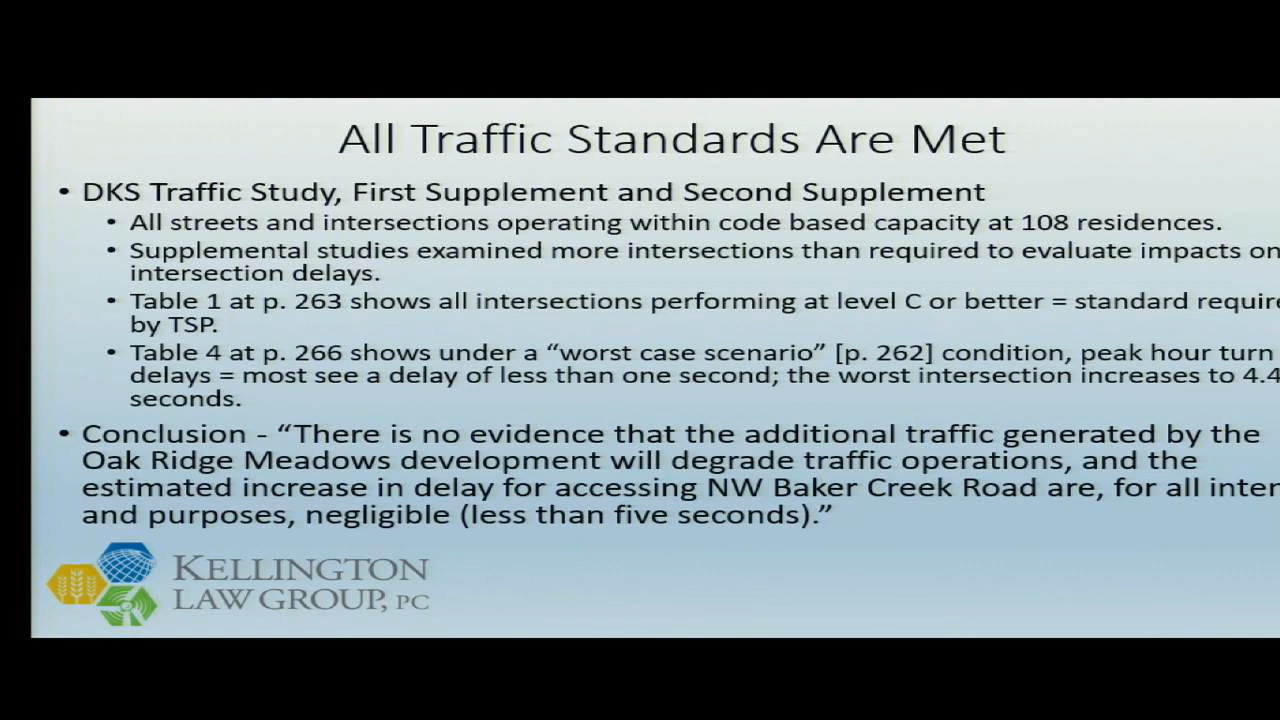 All Traffic Standards Are Met
• DKS Traffic Study, First Supplement and Second Supplement
• All streets and intersections operating within code based capacity at 108 residences.
• Supplemental studies examined more intersections than required to evaluate impacts on
intersection delays.
• Table 1 at p. 263 shows all intersections performing at level C or better = standard require
by TSP.
• Table 4 at p. 266 shows under a “worst case scenario” [p. 262] condition, peak hour turn
delays = most see a delay of less than one second; the worst intersection increases to 4.4
seconds.
• Conclusion - “There is no evidence that the additional traffic generated by the
Oak Ridge Meadows development will degrade traffic operations, and the
estimated increase in delay for accessing NW Baker Creek Road are, for all inten
and purposes, negligible (less than five seconds).”
KELLINGTON
LAW GROUP, PC